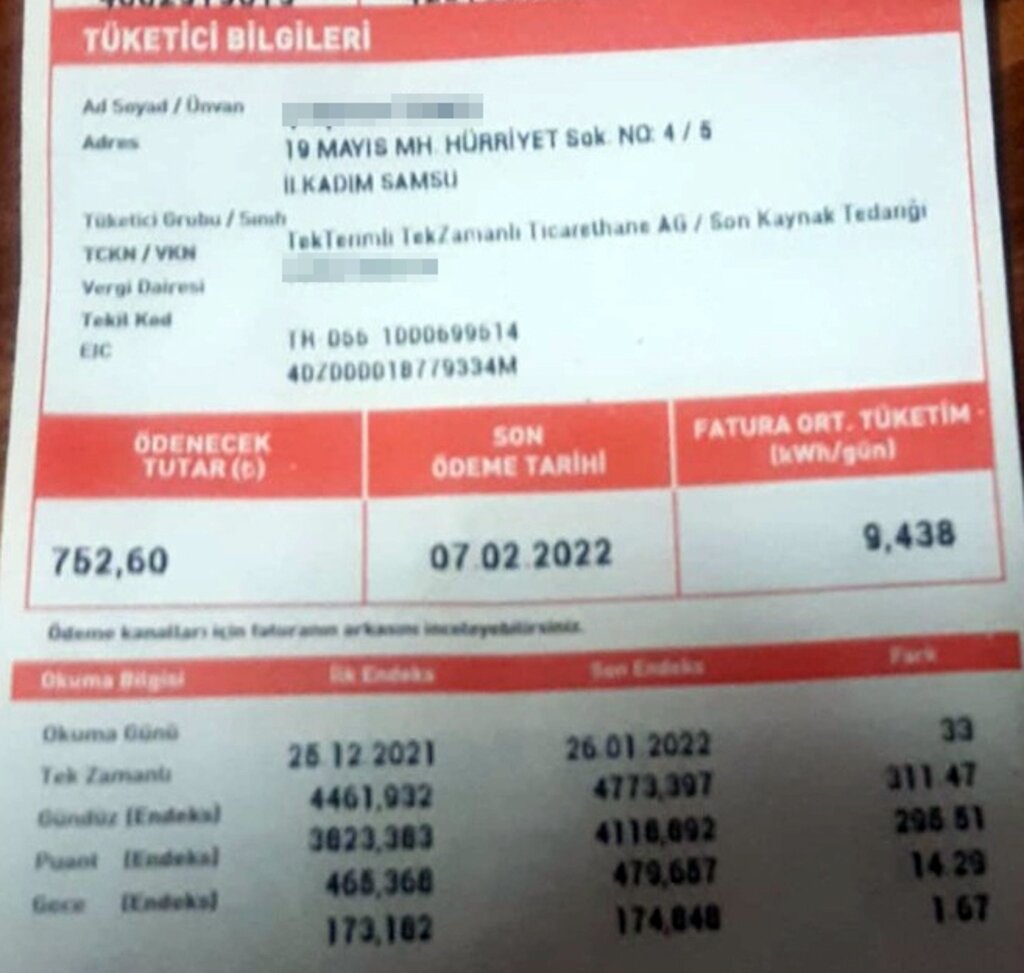 TÜKETİCİ BİLGİLERİ
Ad Soyad / Ünvan
Adres 19 MAYIS MH. HÜRRİYET Sok. NO: 4 / 5
İLKADIM SAMSU
Tüketici Grubu / Sınıfı TekTerimli TekZamanlı Ticarethane AG / Son Kaynak Tedariği
TCKN / VKN
Vergi Dairesi
Tekil Kod TR 055 1000699514
EIC 40Z000018779334M
ÖDENECEK TUTAR (₺)
SON ÖDEME TARİHİ
FATURA ORT. TÜKETİM (kWh/gün)
752,60 07.02.2022 9,438
Ödeme kanalları için faturanın arkasını inceleyebilirsiniz.
Okuma Bilgisi İlk Endeks Son Endeks Fark
Okuma Günü 25 12 2021 26.01 2022 33
Tek Zamanlı 4461,932 4773,397 311.47
Gündüz (Endeks) 3823,383 4118,892 295.51
Puant (Endeks) 465,368 479,657 14.29
Gece (Endeks) 173,182 174,848 1.67